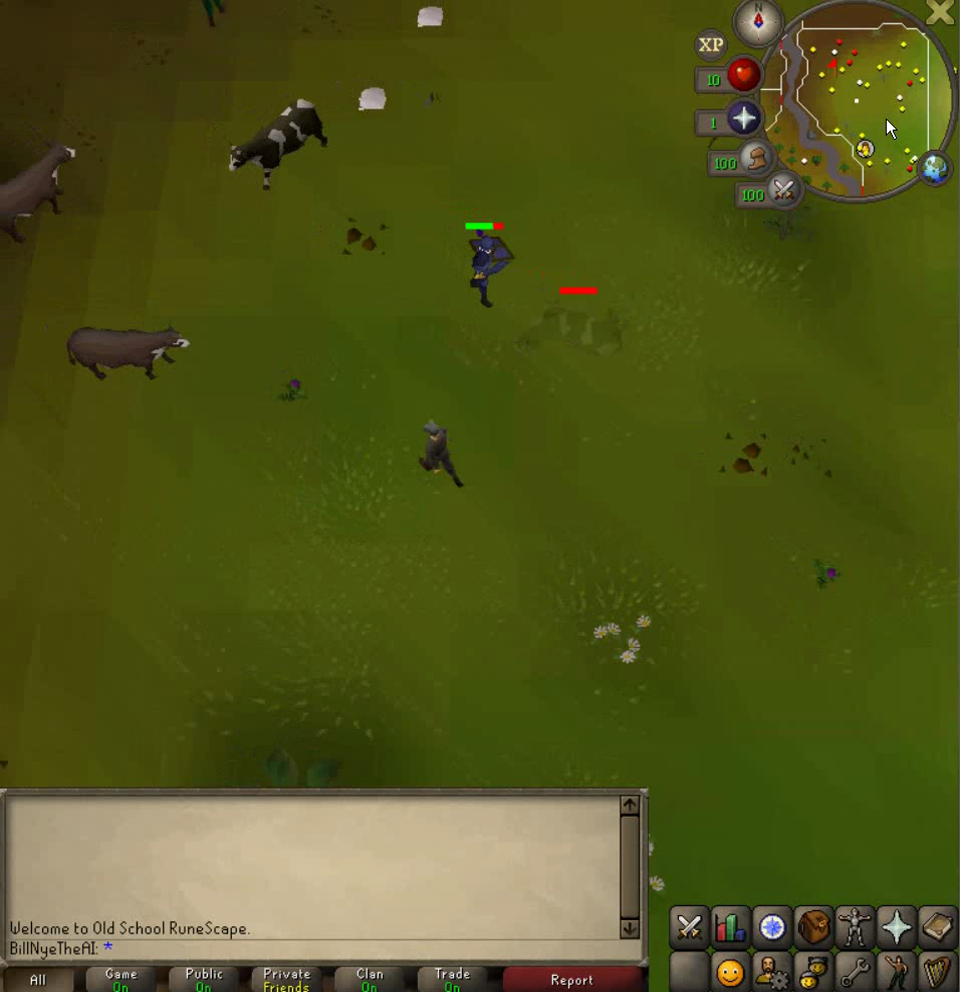 N
XP
10
1
100
100
Welcome to Old School RuneScape.
BillNyeTheAI: *
All
Game
On
Public
On
Private
Friends
Clan
On
Trade
On
Report